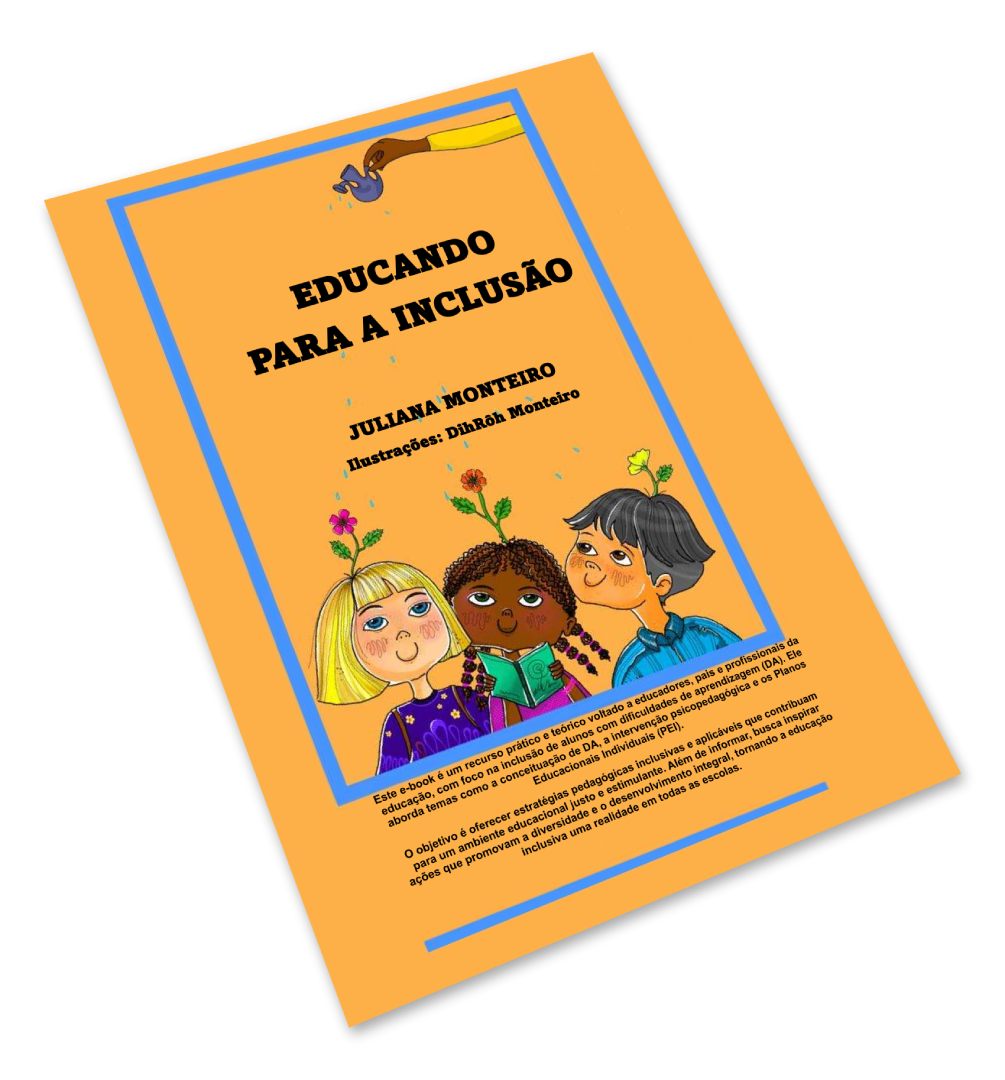 EDUCANDO
PARA A INCLUSÃO
JULIANA MONTEIRO
Ilustrações: DihRôh Monteiro
Este e-book é um recurso prático e teórico voltado a educadores, pais e profissionais da
educação, com foco na inclusão de alunos com dificuldades de aprendizagem (DA). Ele
aborda temas como a conceituação de DA, a intervenção psicopedagógica e os Planos
Educacionais Individuais (PEI).
O objetivo é oferecer estratégias pedagógicas inclusivas e aplicáveis que contribuam
para um ambiente educacional justo e estimulante. Além de informar, busca inspirar
ações que promovam a diversidade e o desenvolvimento integral, tornando a educação
inclusiva uma realidade em todas as escolas.